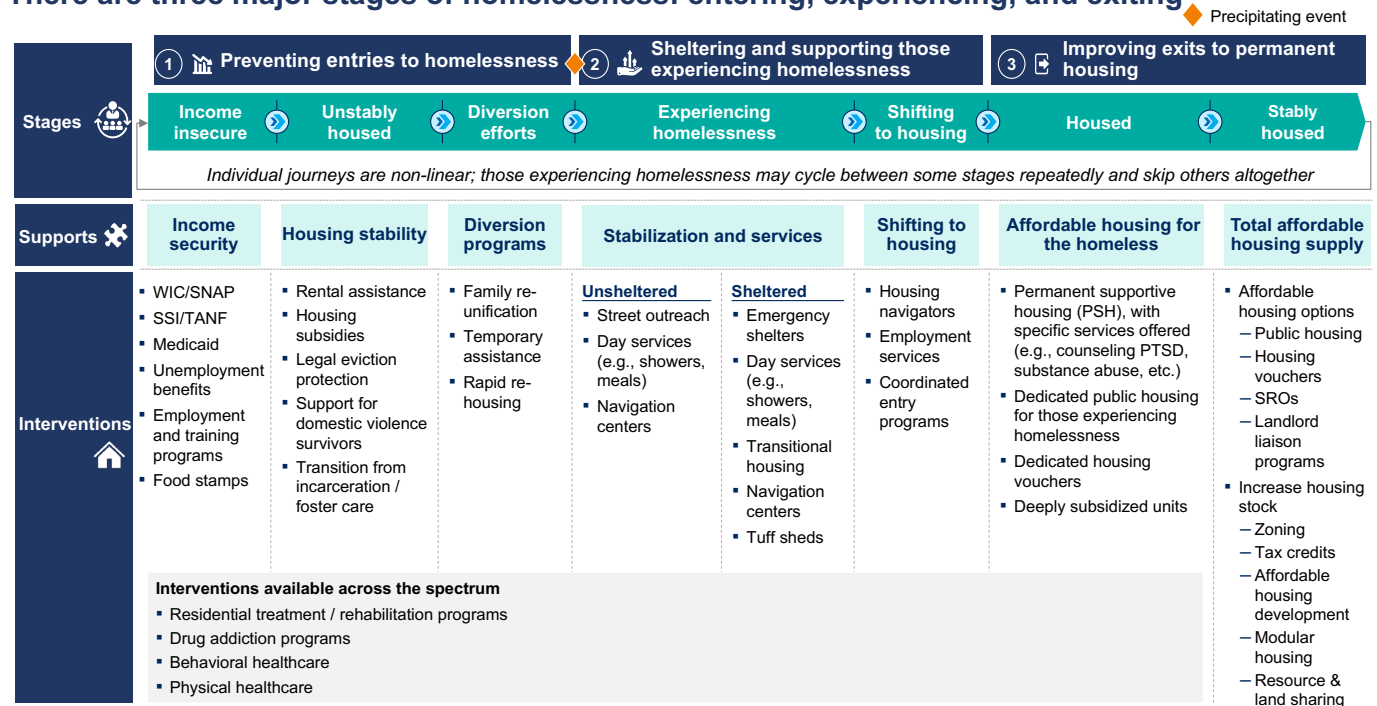 There are three major stages of homelessness: entering, experiencing, and exiting
Precipitating event
1 Preventing entries to homelessness
2 Sheltering and supporting those
experiencing homelessness
3 Improving exits to permanent
housing
Stages
Income
insecure
Unstably
housed
Diversion
efforts
Experiencing
homelessness
Shifting
to housing
Housed
Stably
housed
Individual journeys are non-linear; those experiencing homelessness may cycle between some stages repeatedly and skip others altogether
Supports
Income
security
Housing stability
Diversion
programs
Stabilization and services
Shifting to
housing
Affordable housing for
the homeless
Total affordable
housing supply
Interventions
▪ WIC/SNAP
▪ SSI/TANF
▪ Medicaid
▪ Unemployment
benefits
▪ Employment
and training
programs
▪ Food stamps
▪ Rental assistance
▪ Housing
subsidies
▪ Legal eviction
protection
▪ Support for
domestic violence
survivors
▪ Transition from
incarceration /
foster care
▪ Family re-
unification
▪ Temporary
assistance
▪ Rapid re-
housing
Unsheltered
▪ Street outreach
▪ Day services
(e.g., showers,
meals)
▪ Navigation
centers
Sheltered
▪ Emergency
shelters
▪ Day services
(e.g.,
showers,
meals)
▪ Transitional
housing
▪ Navigation
centers
▪ Tuff sheds
▪ Housing
navigators
▪ Employment
services
▪ Coordinated
entry
programs
▪ Permanent supportive
housing (PSH), with
specific services offered
(e.g., counseling PTSD,
substance abuse, etc.)
▪ Dedicated public housing
for those experiencing
homelessness
▪ Dedicated housing
vouchers
▪ Deeply subsidized units
▪ Affordable
housing options
– Public housing
– Housing
vouchers
– SROs
– Landlord
liaison
programs
▪ Increase housing
stock
– Zoning
– Tax credits
– Affordable
housing
development
– Modular
housing
– Resource &
land sharing
Interventions available across the spectrum
▪ Residential treatment / rehabilitation programs
▪ Drug addiction programs
▪ Behavioral healthcare
▪ Physical healthcare